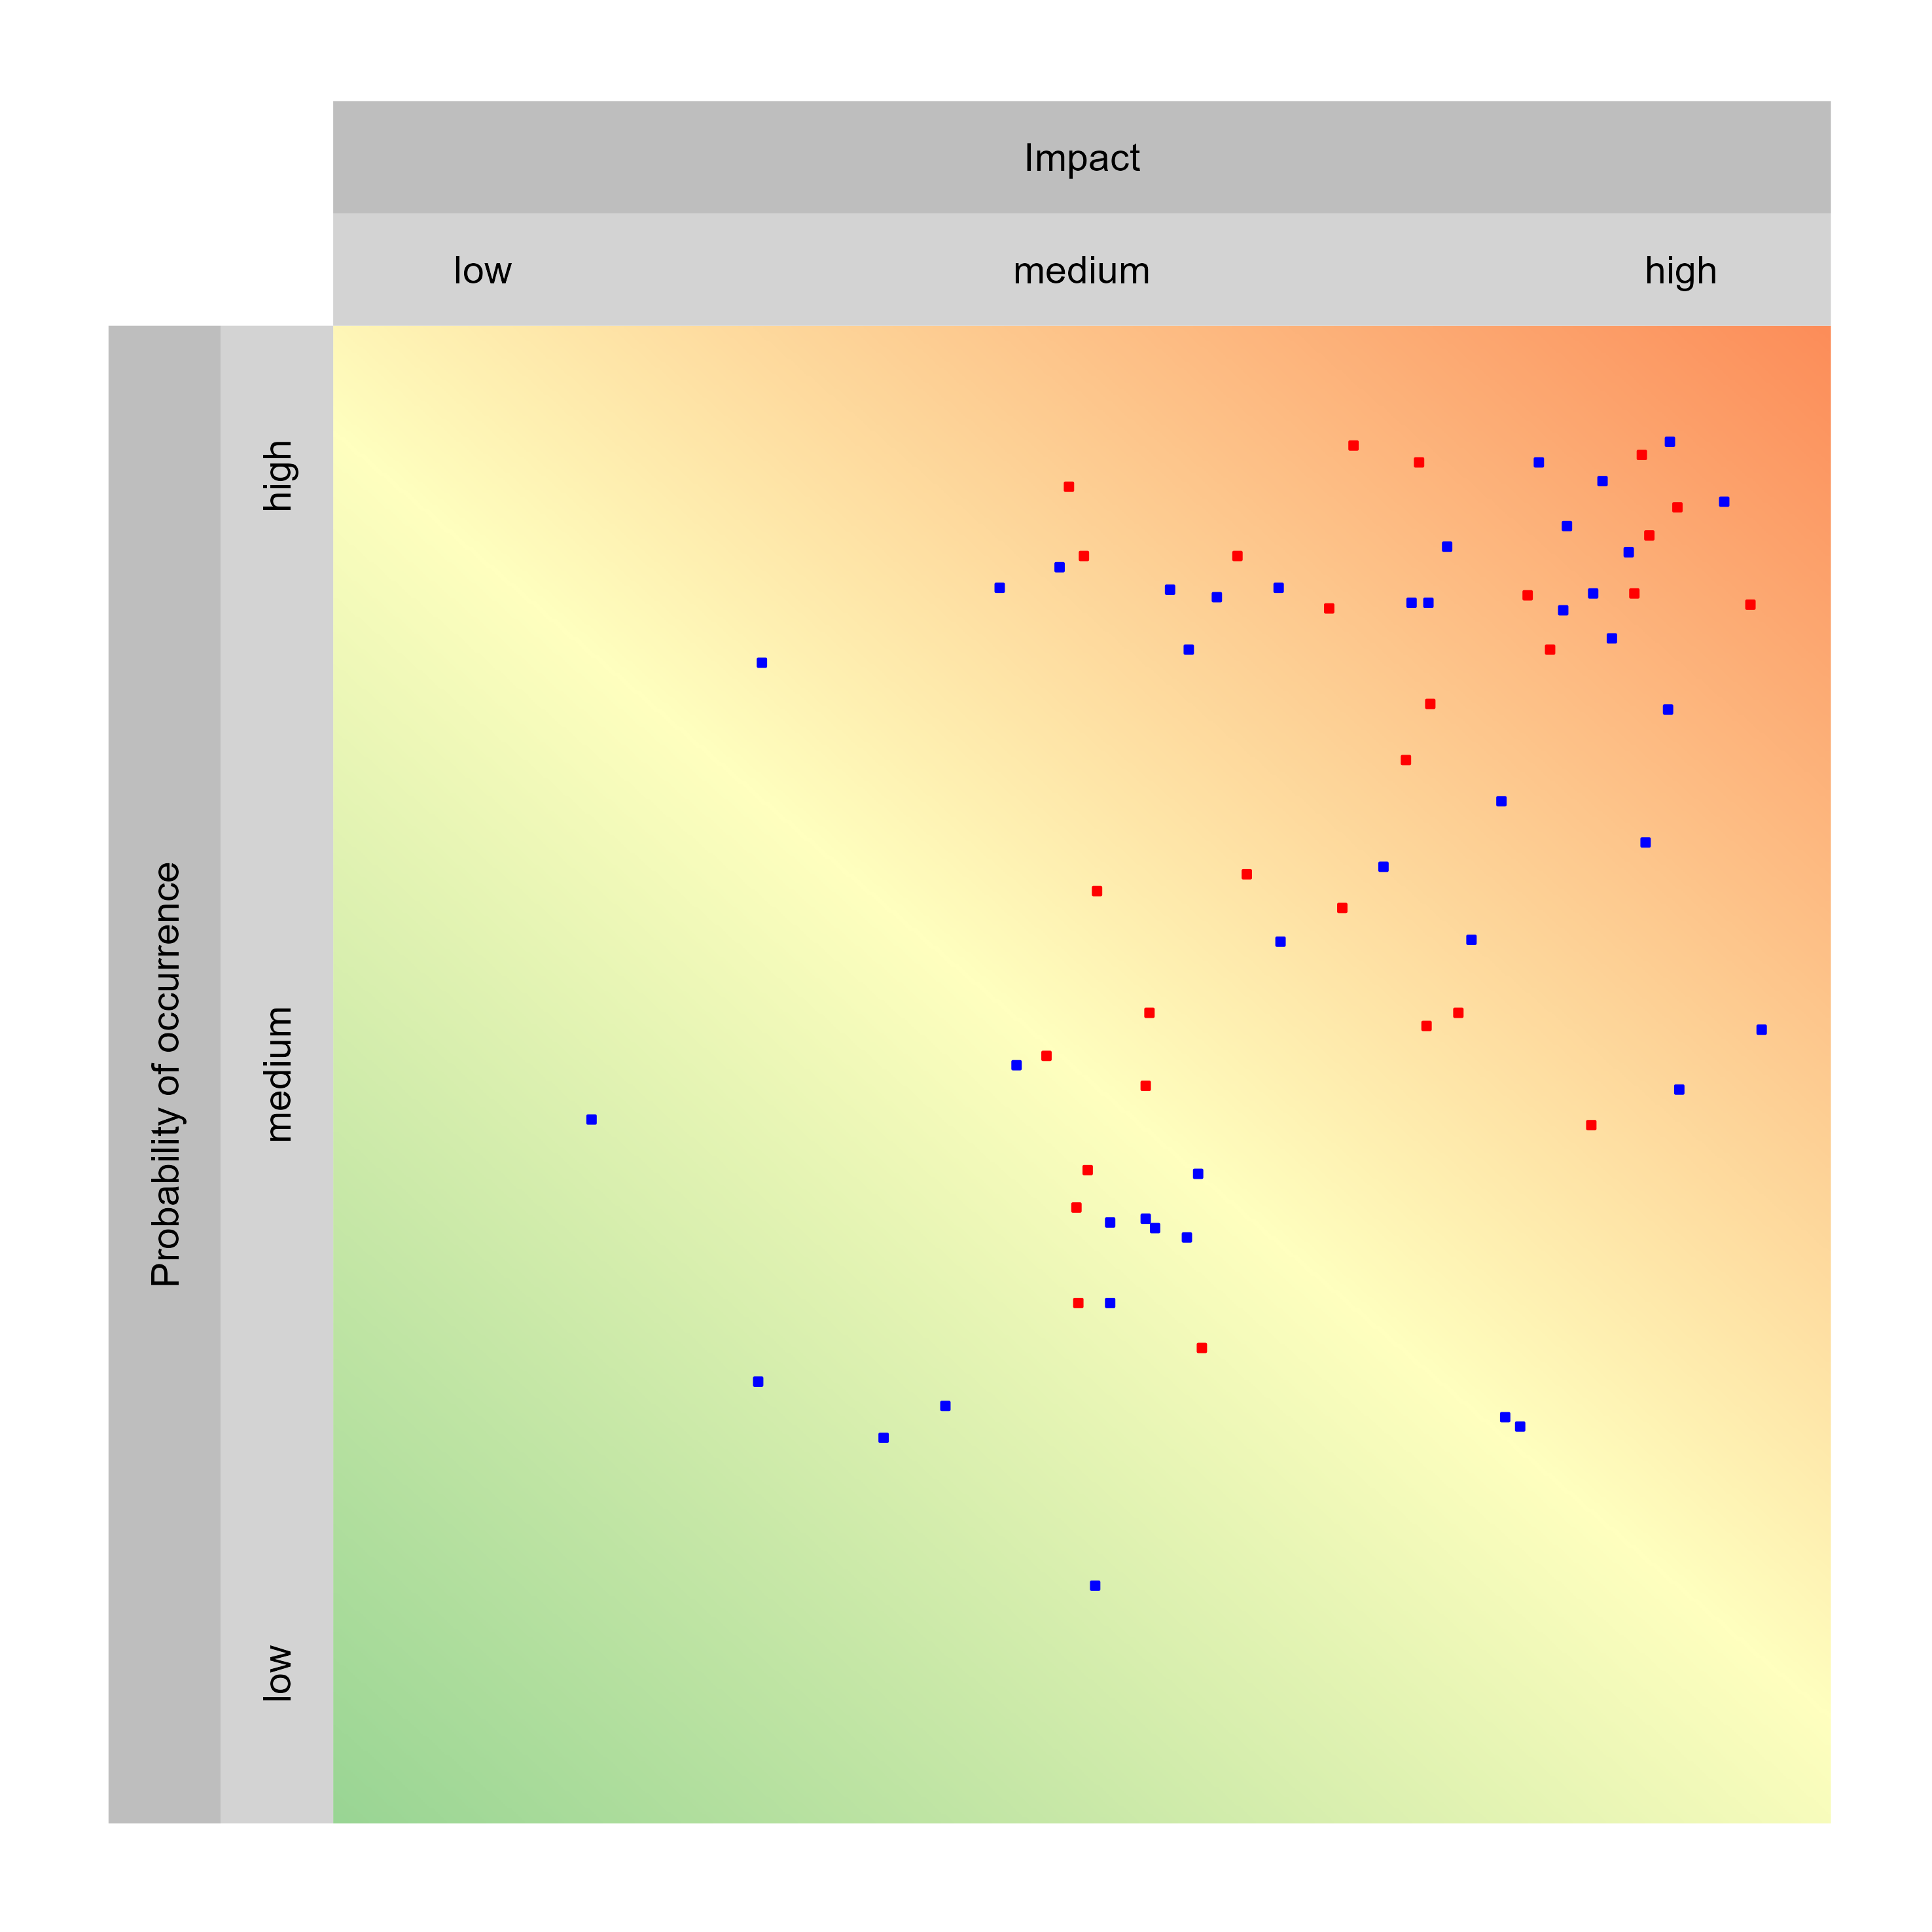 Impact
low medium high
Probability of occurrence
high
medium
low